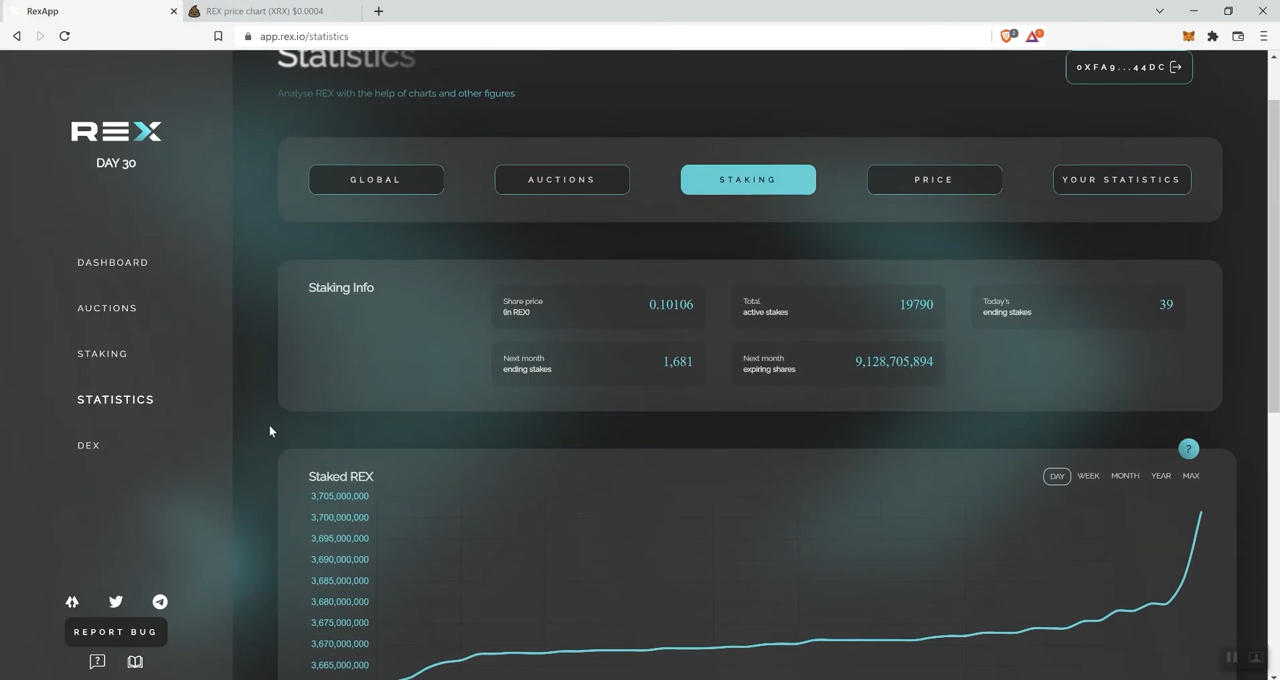 RexApp
REX price chart (XRX) $0.0004
app.rex.io/statistics
2
1
Statistics
Analyse REX with the help of charts and other figures
0XFA9...44DC
REX
DAY 30
DASHBOARD
AUCTIONS
STAKING
STATISTICS
DEX
REPORT BUG
GLOBAL
AUCTIONS
STAKING
PRICE
YOUR STATISTICS
Staking Info
Share price
(in REX)
0.10106
Total
active stakes
19790
Today's
ending stakes
39
Next month
ending stakes
1,681
Next month
expiring shares
9,128,705,894
?
Staked REX
DAY WEEK MONTH YEAR MAX
3,705,000,000
3,700,000,000
3,695,000,000
3,690,000,000
3,685,000,000
3,680,000,000
3,675,000,000
3,670,000,000
3,665,000,000